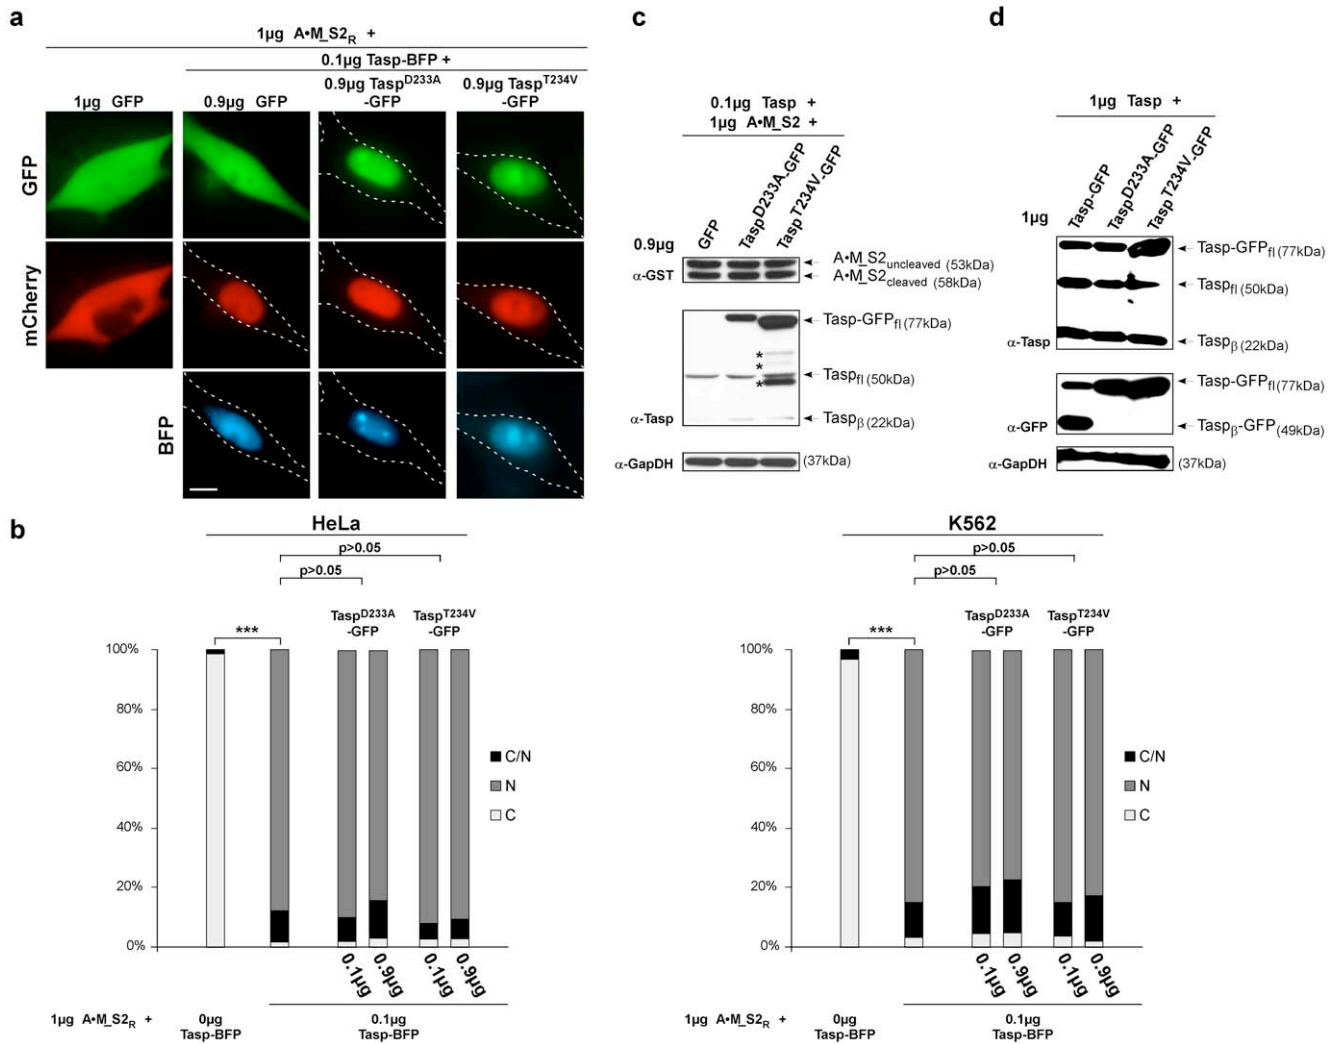 a
1µg A•M_S2R +
0.1µg Tasp-BFP +
1µg GFP
0.9µg GFP
0.9µg TaspD233A
-GFP
0.9µg TaspT234V
-GFP
GFP
mCherry
BFP
c
0.1µg Tasp +
1µg A•M_S2 +
GFP
TaspD233A-GFP
TaspT234V-GFP
0.9µg
α-GST
A•M_S2uncleaved (53kDa)
A•M_S2cleaved (58kDa)
Tasp-GFPfl (77kDa)
*
*
*
Taspfl (50kDa)
α-Tasp
Taspβ (22kDa)
α-GapDH
(37kDa)
d
1µg Tasp +
Tasp-GFP
TaspD233A-GFP
TaspT234V-GFP
1µg
Tasp-GFPfl (77kDa)
Taspfl (50kDa)
α-Tasp
Taspβ (22kDa)
Tasp-GFPfl (77kDa)
α-GFP
Taspβ-GFP (49kDa)
α-GapDH
(37kDa)
b
HeLa
p>0.05
p>0.05
TaspD233A
-GFP
TaspT234V
-GFP
***
100%
80%
60%
40%
20%
0%
C/N
N
C
0.1µg
0.9µg
0.1µg
0.9µg
1µg A•M_S2R +
0µg
Tasp-BFP
0.1µg
Tasp-BFP
K562
p>0.05
p>0.05
TaspD233A
-GFP
TaspT234V
-GFP
***
100%
80%
60%
40%
20%
0%
C/N
N
C
0.1µg
0.9µg
0.1µg
0.9µg
1µg A•M_S2R +
0µg
Tasp-BFP
0.1µg
Tasp-BFP